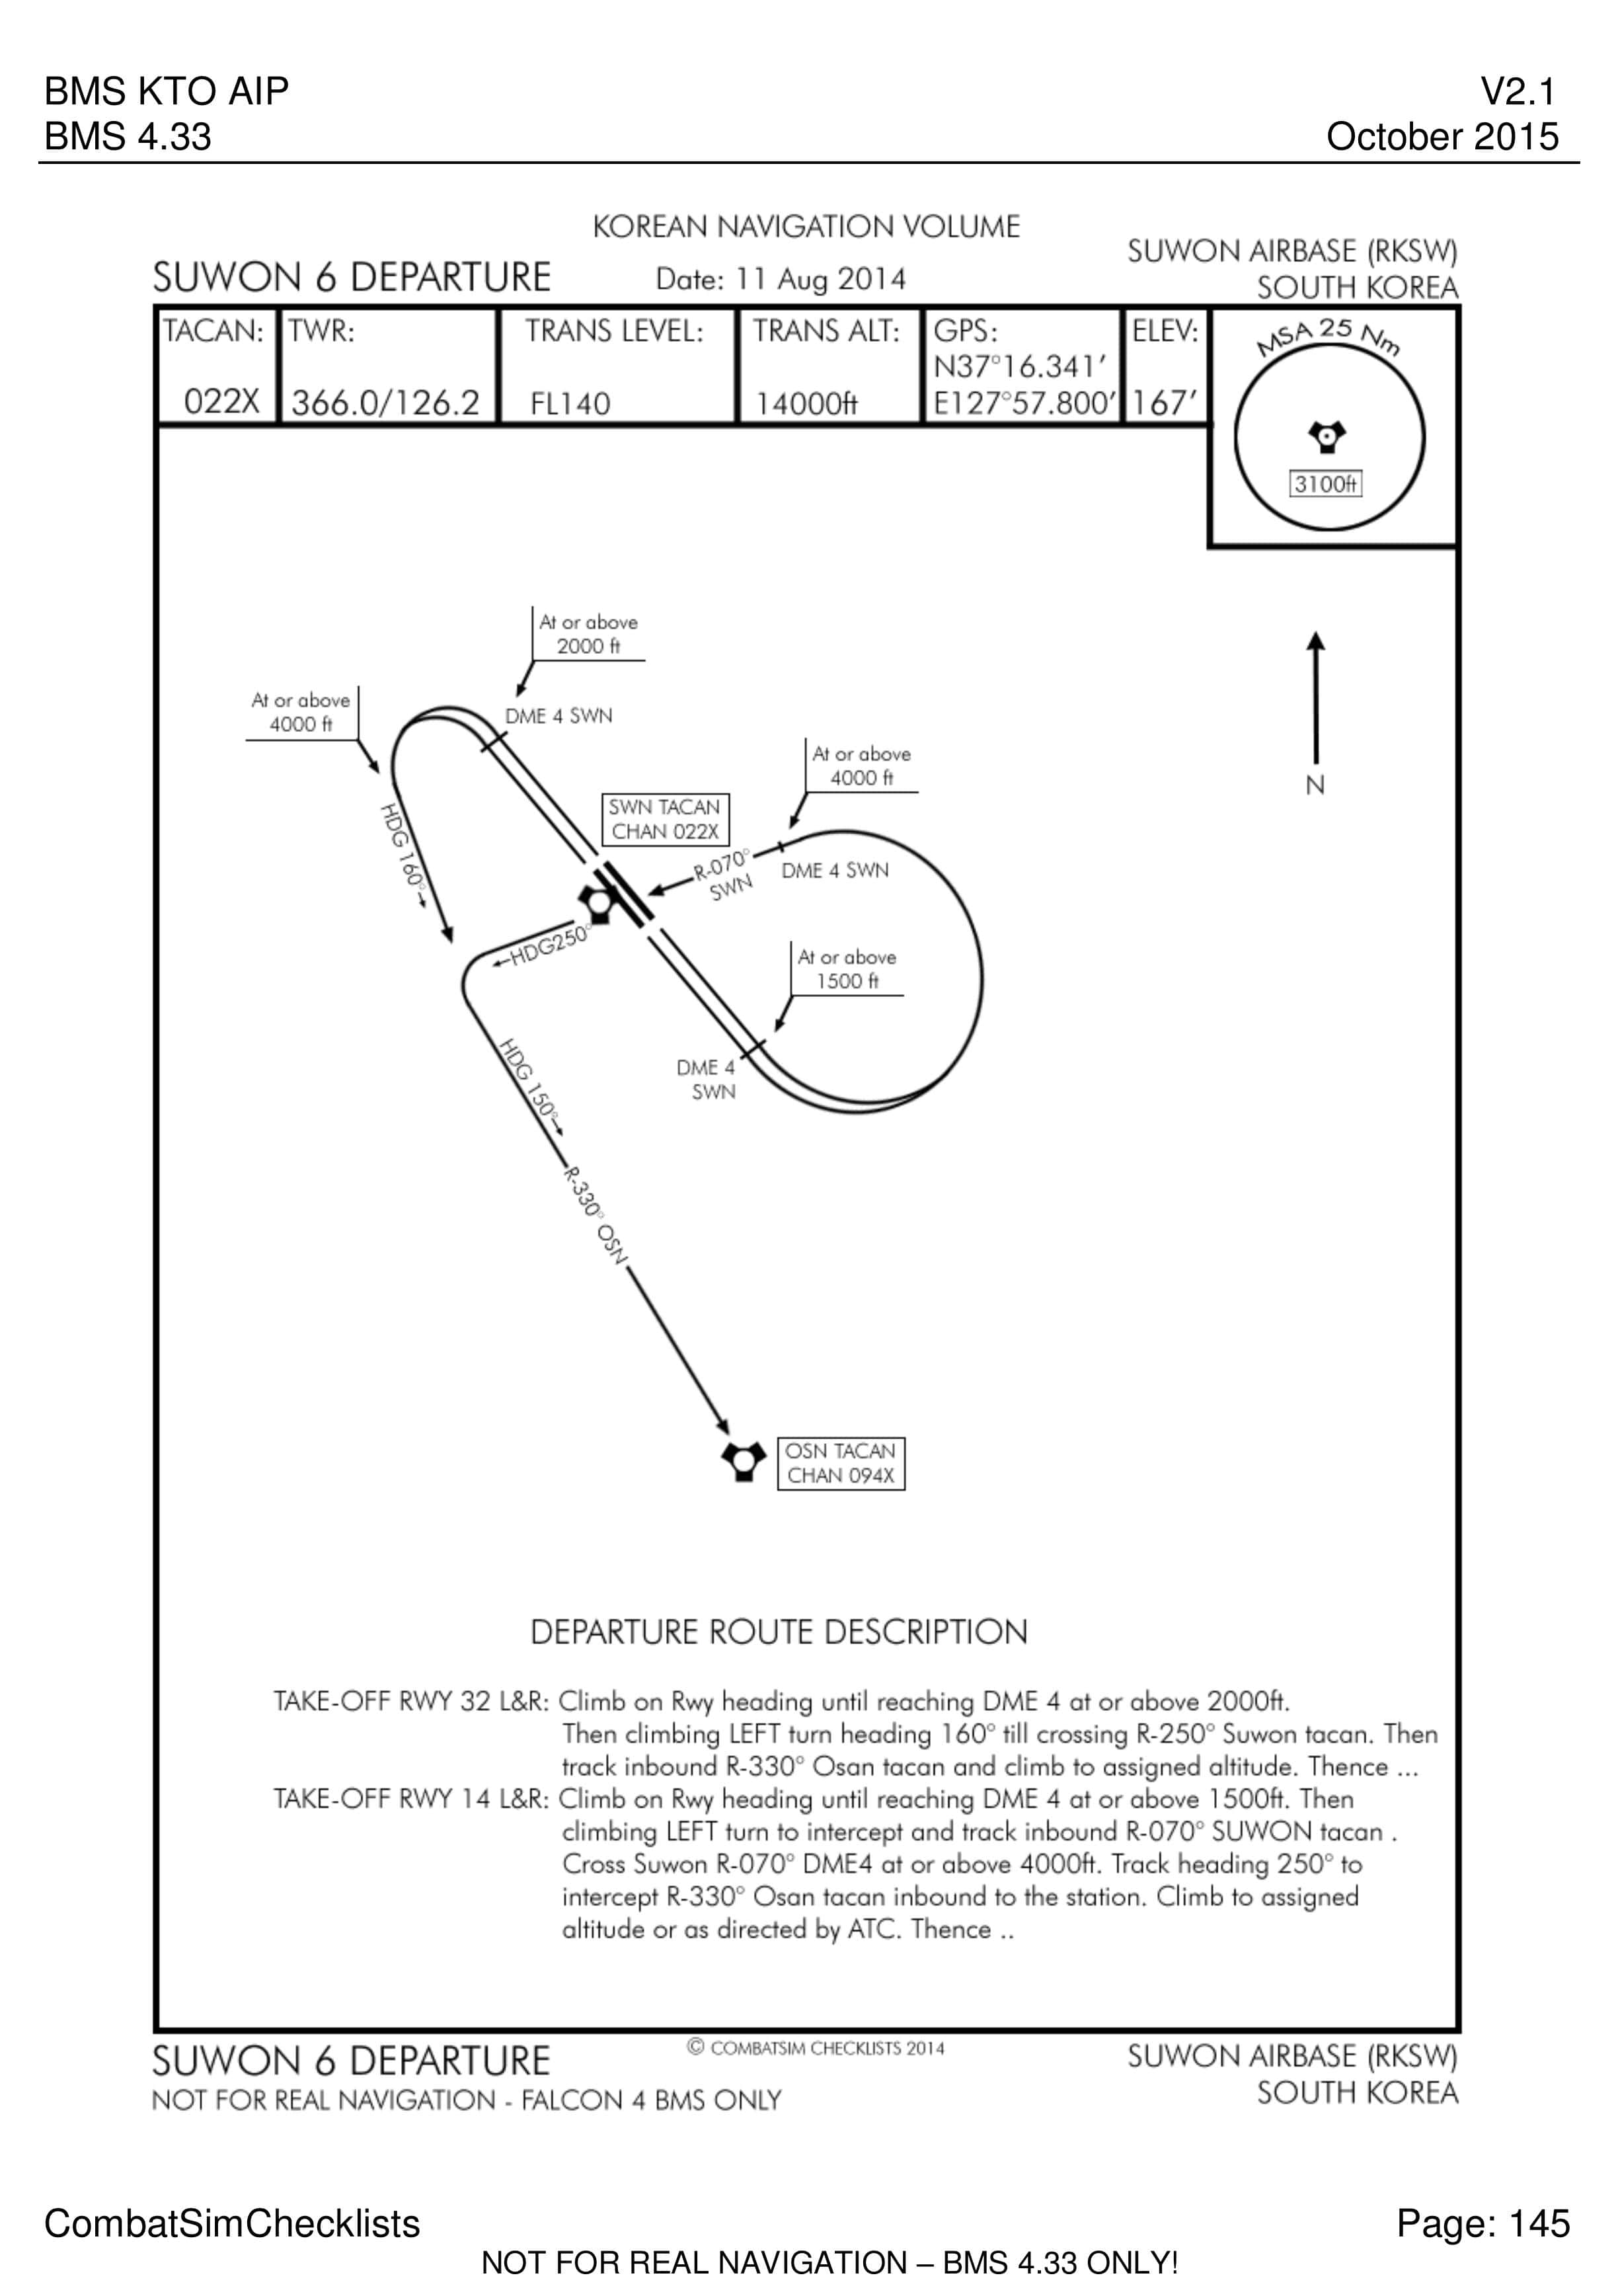 BMS KTO AIP
V2.1
BMS 4.33
October 2015
KOREAN NAVIGATION VOLUME
SUWON 6 DEPARTURE
Date: 11 Aug 2014
SUWON AIRBASE (RKSW)
SOUTH KOREA
TACAN:
022X
TWR:
366.0/126.2
TRANS LEVEL:
FL140
TRANS ALT:
14000ft
GPS:
N37°16.341'
E127°57.800'
ELEV:
167'
MSA 25 Nm
3100ft
At or above
2000 ft
At or above
4000 ft
DME 4 SWN
At or above
4000 ft
N
SWN TACAN
CHAN 022X
HDG 160°
R-070°
SWN
DME 4 SWN
HDG250°
At or above
1500 ft
DME 4
SWN
HDG 150°
R-330° OSN
OSN TACAN
CHAN 094X
DEPARTURE ROUTE DESCRIPTION
TAKE-OFF RWY 32 L&R: Climb on Rwy heading until reaching DME 4 at or above 2000ft.
Then climbing LEFT turn heading 160° till crossing R-250° Suwon tacan. Then
track inbound R-330° Osan tacan and climb to assigned altitude. Thence ...
TAKE-OFF RWY 14 L&R: Climb on Rwy heading until reaching DME 4 at or above 1500ft. Then
climbing LEFT turn to intercept and track inbound R-070° SUWON tacan .
Cross Suwon R-070° DME4 at or above 4000ft. Track heading 250° to
intercept R-330° Osan tacan inbound to the station. Climb to assigned
altitude or as directed by ATC. Thence ..
SUWON 6 DEPARTURE
© COMBATSIM CHECKLISTS 2014
SUWON AIRBASE (RKSW)
NOT FOR REAL NAVIGATION - FALCON 4 BMS ONLY
SOUTH KOREA
CombatSimChecklists
Page: 145
NOT FOR REAL NAVIGATION – BMS 4.33 ONLY!